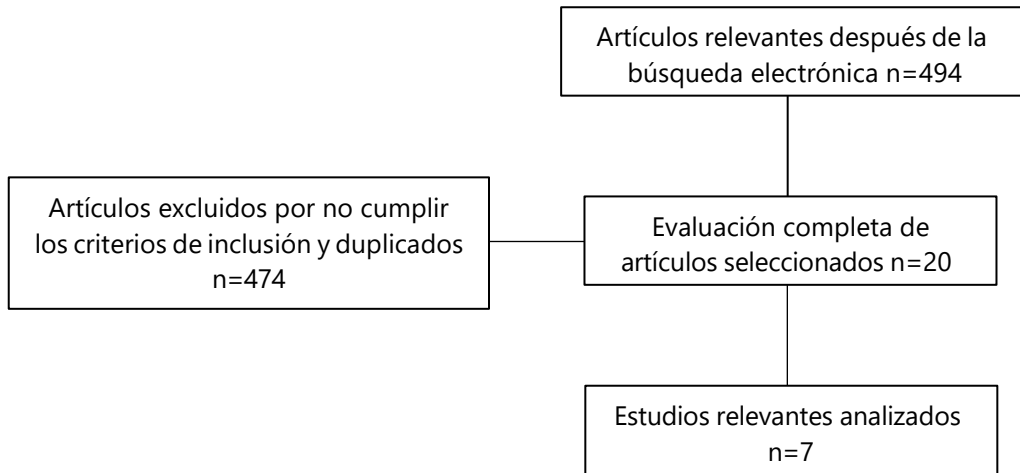 Artículos relevantes después de la
búsqueda electrónica n=494
Artículos excluidos por no cumplir
los criterios de inclusión y duplicados
n=474
Evaluación completa de
artículos seleccionados n=20
Estudios relevantes analizados
n=7